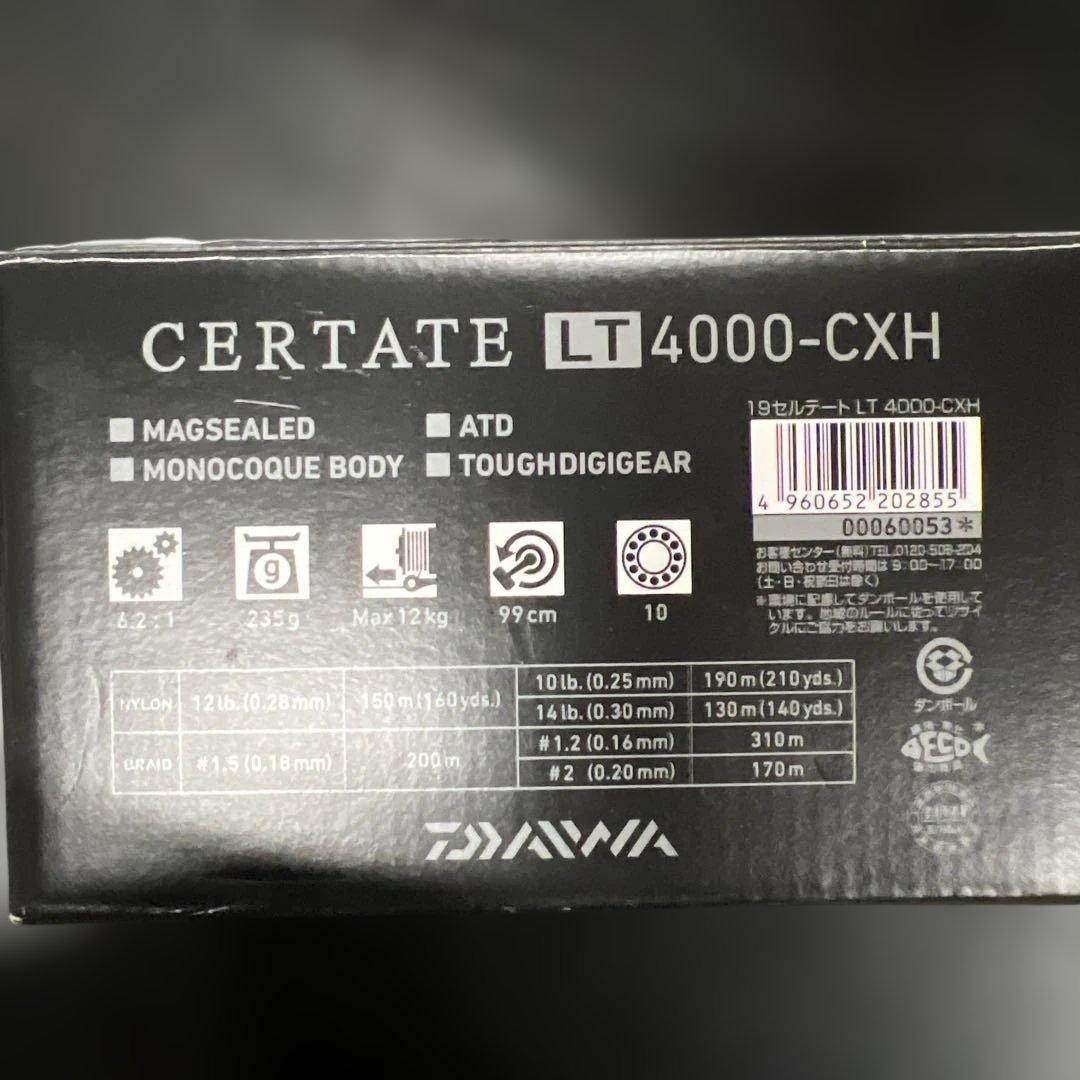 CERTATE LT 4000-CXH
MAGSEALED
ATD
MONOCOQUE BODY
TOUGHDIGIGEAR
19セルテート LT 4000-CXH
4 960652 202855
00060053*
お客様センター(無料)TEL.0120-506-204
お問い合わせ受付時間は 9:00~17:00
(土・日・祝祭日は除く)
*環境に配慮してダンボールを使用して
います。地域のルールに従ってリサイ
クルにご協力をお願いします。
g
6.2:1
235g
Max 12kg
99cm
10
NYLON 12lb.(0.28mm) 150m(160yds.) 10lb.(0.25mm) 190m(210yds.)
14lb.(0.30mm) 130m(140yds.)
BRAID #1.5(0.18mm) 200m #1.2(0.16mm) 310m
#2 (0.20mm) 170m
ダンボール
ECO
DAIWA